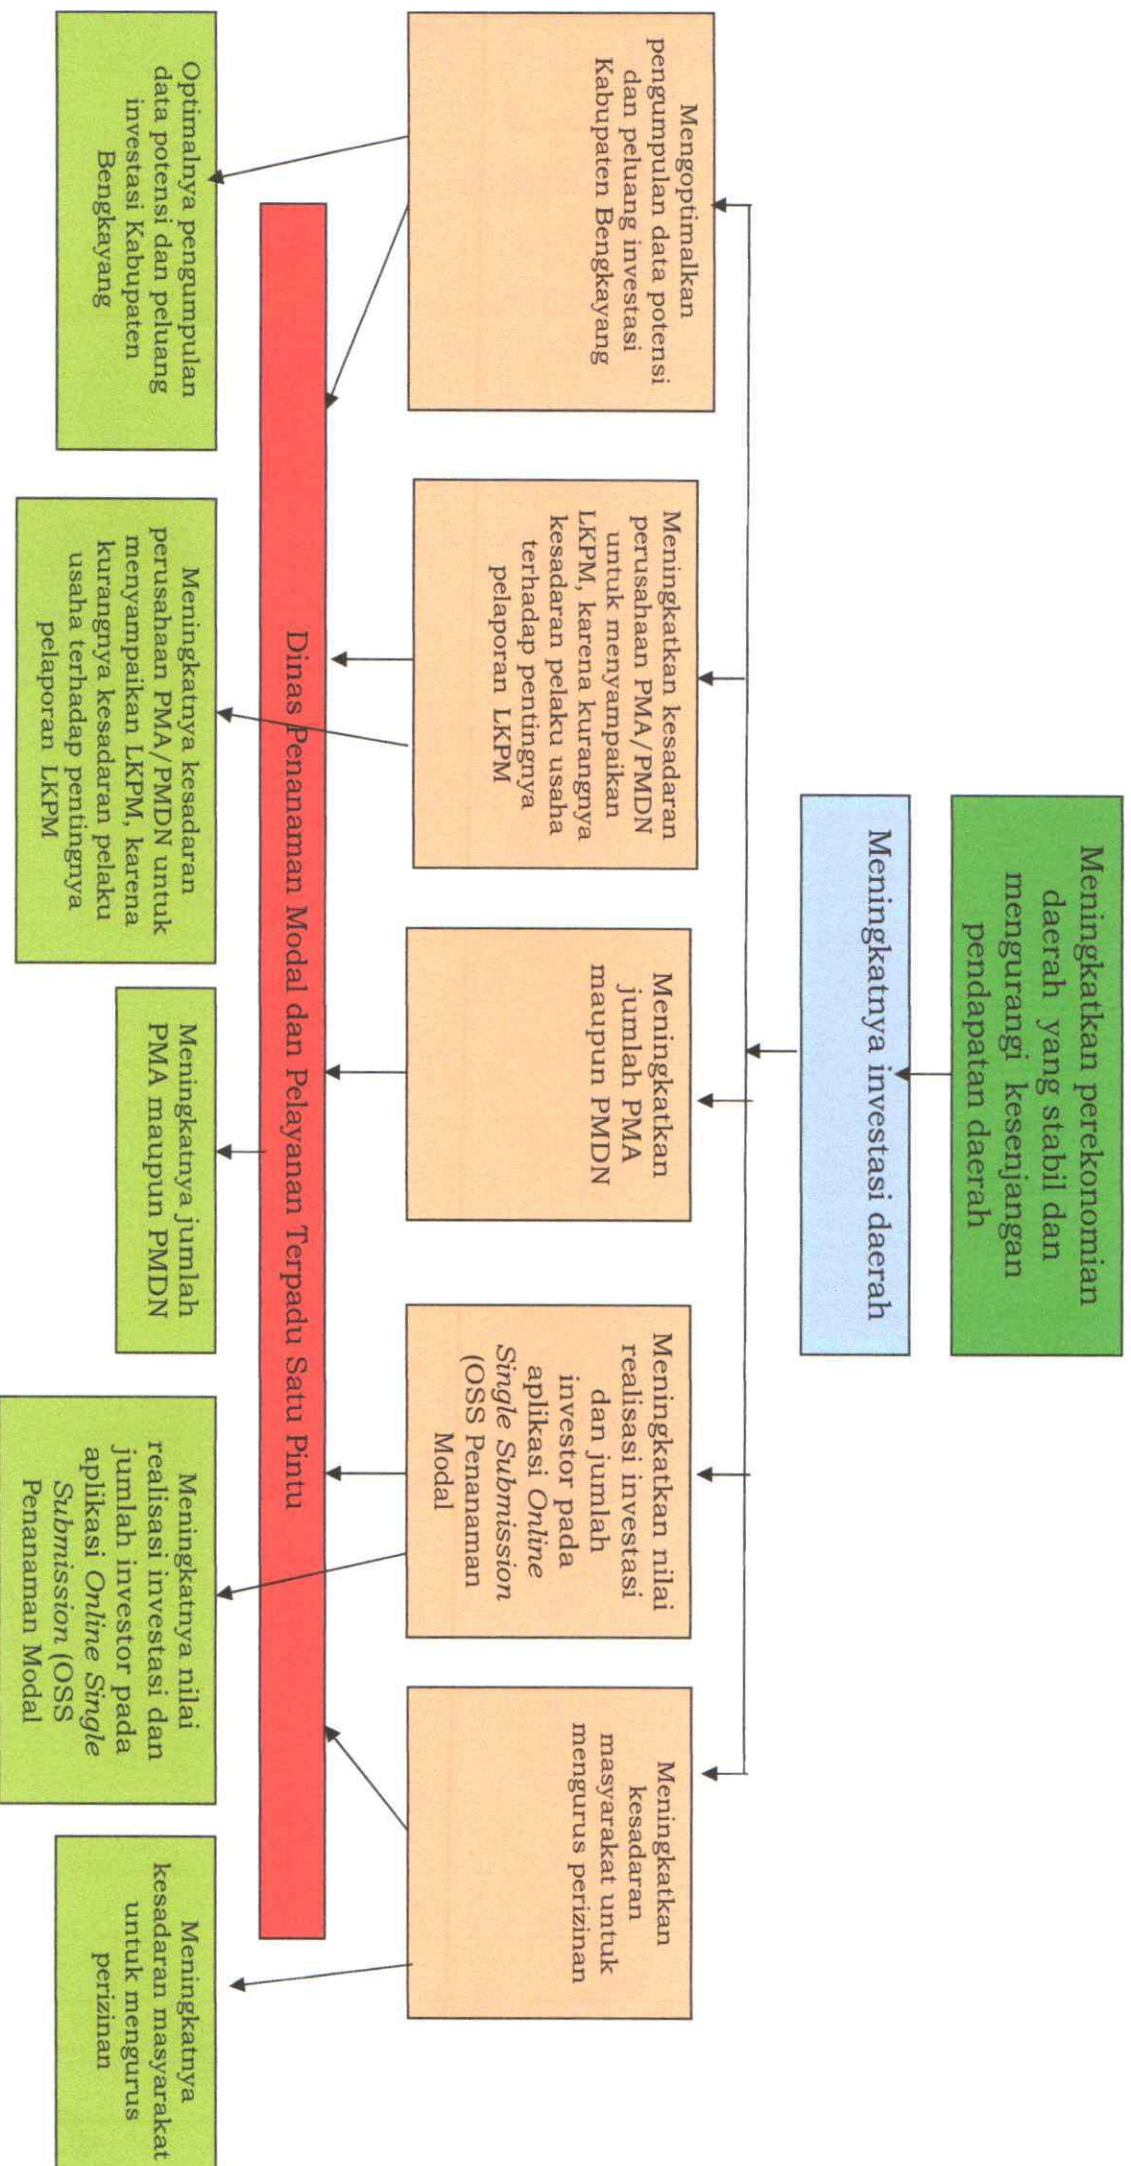 Meningkatkan perekonomian
daerah yang stabil dan
mengurangi kesenjangan
pendapatan daerah
Meningkatnya investasi daerah
Mengoptimalkan
pengumpulan data potensi
dan peluang investasi
Kabupaten Bengkayang
Meningkatkan kesadaran
perusahaan PMA/PMDN
untuk menyampaikan
LKPM, karena kurangnya
kesadaran pelaku usaha
terhadap pentingnya
pelaporan LKPM
Meningkatkan
jumlah PMA
maupun PMDN
Meningkatkan nilai
realisasi investasi
dan jumlah
investor pada
aplikasi Online
Single Submission
(OSS Penanaman
Modal
Meningkatkan
kesadaran
masyarakat untuk
mengurus perizinan
Dinas Penanaman Modal dan Pelayanan Terpadu Satu Pintu
Optimalnya pengumpulan
data potensi dan peluang
investasi Kabupaten
Bengkayang
Meningkatnya kesadaran
perusahaan PMA/PMDN untuk
menyampaikan LKPM, karena
kurangnya kesadaran pelaku
usaha terhadap pentingnya
pelaporan LKPM
Meningkatnya jumlah
PMA maupun PMDN
Meningkatnya nilai
realisasi investasi dan
jumlah investor pada
aplikasi Online Single
Submission (OSS
Penanaman Modal
Meningkatnya
kesadaran masyarakat
untuk mengurus
perizinan